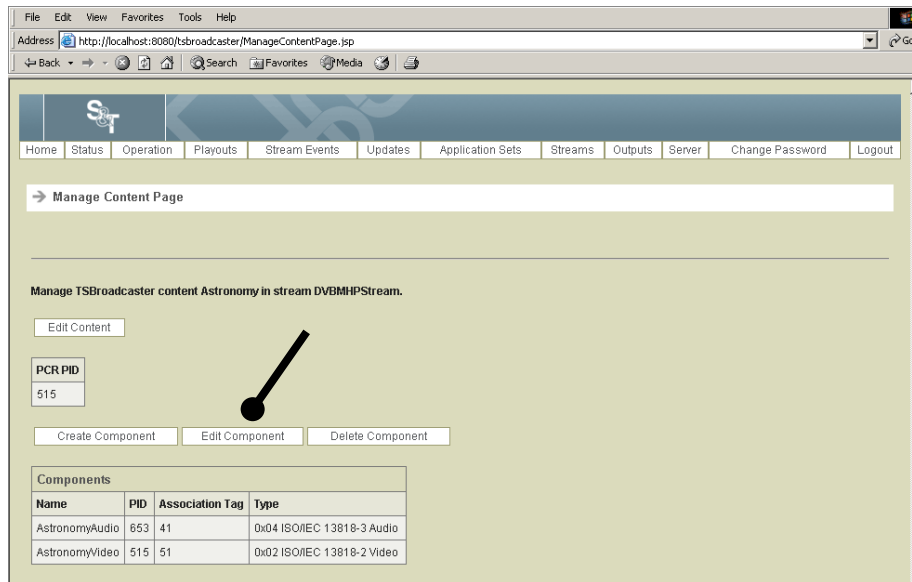 File Edit View Favorites Tools Help
Address http://localhost:8080/tsbroadcaster/ManageContentPage.jsp
Back Search Favorites Media
S&T
Home Status Operation Playouts Stream Events Updates Application Sets Streams Outputs Server Change Password Logout
Manage Content Page
Manage TSBroadcaster content Astronomy in stream DVBMHPStream.
Edit Content
PCR PID
515
Create Component Edit Component Delete Component
Components
Name PID Association Tag Type
AstronomyAudio 653 41 0x04 ISO/IEC 13818-3 Audio
AstronomyVideo 515 51 0x02 ISO/IEC 13818-2 Video